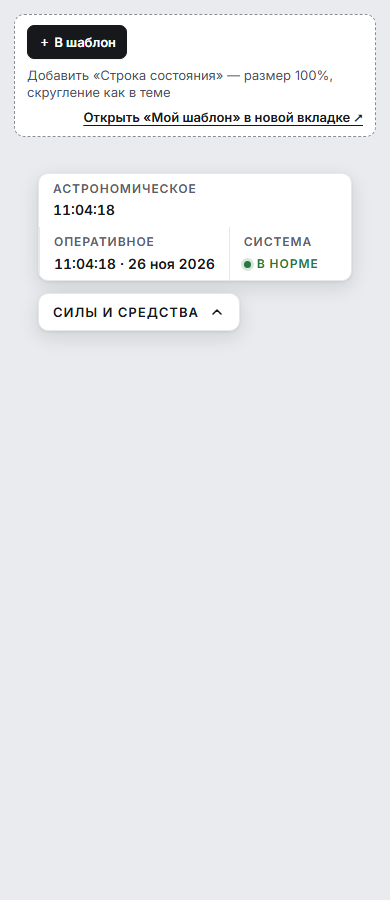 + В шаблон
Добавить «Строка состояния» — размер 100%,
скругление как в теме
Открыть «Мой шаблон» в новой вкладке ↗
АСТРОНОМИЧЕСКОЕ
11:04:18
ОПЕРАТИВНОЕ
11:04:18 · 26 ноя 2026
СИСТЕМА
В НОРМЕ
СИЛЫ И СРЕДСТВА